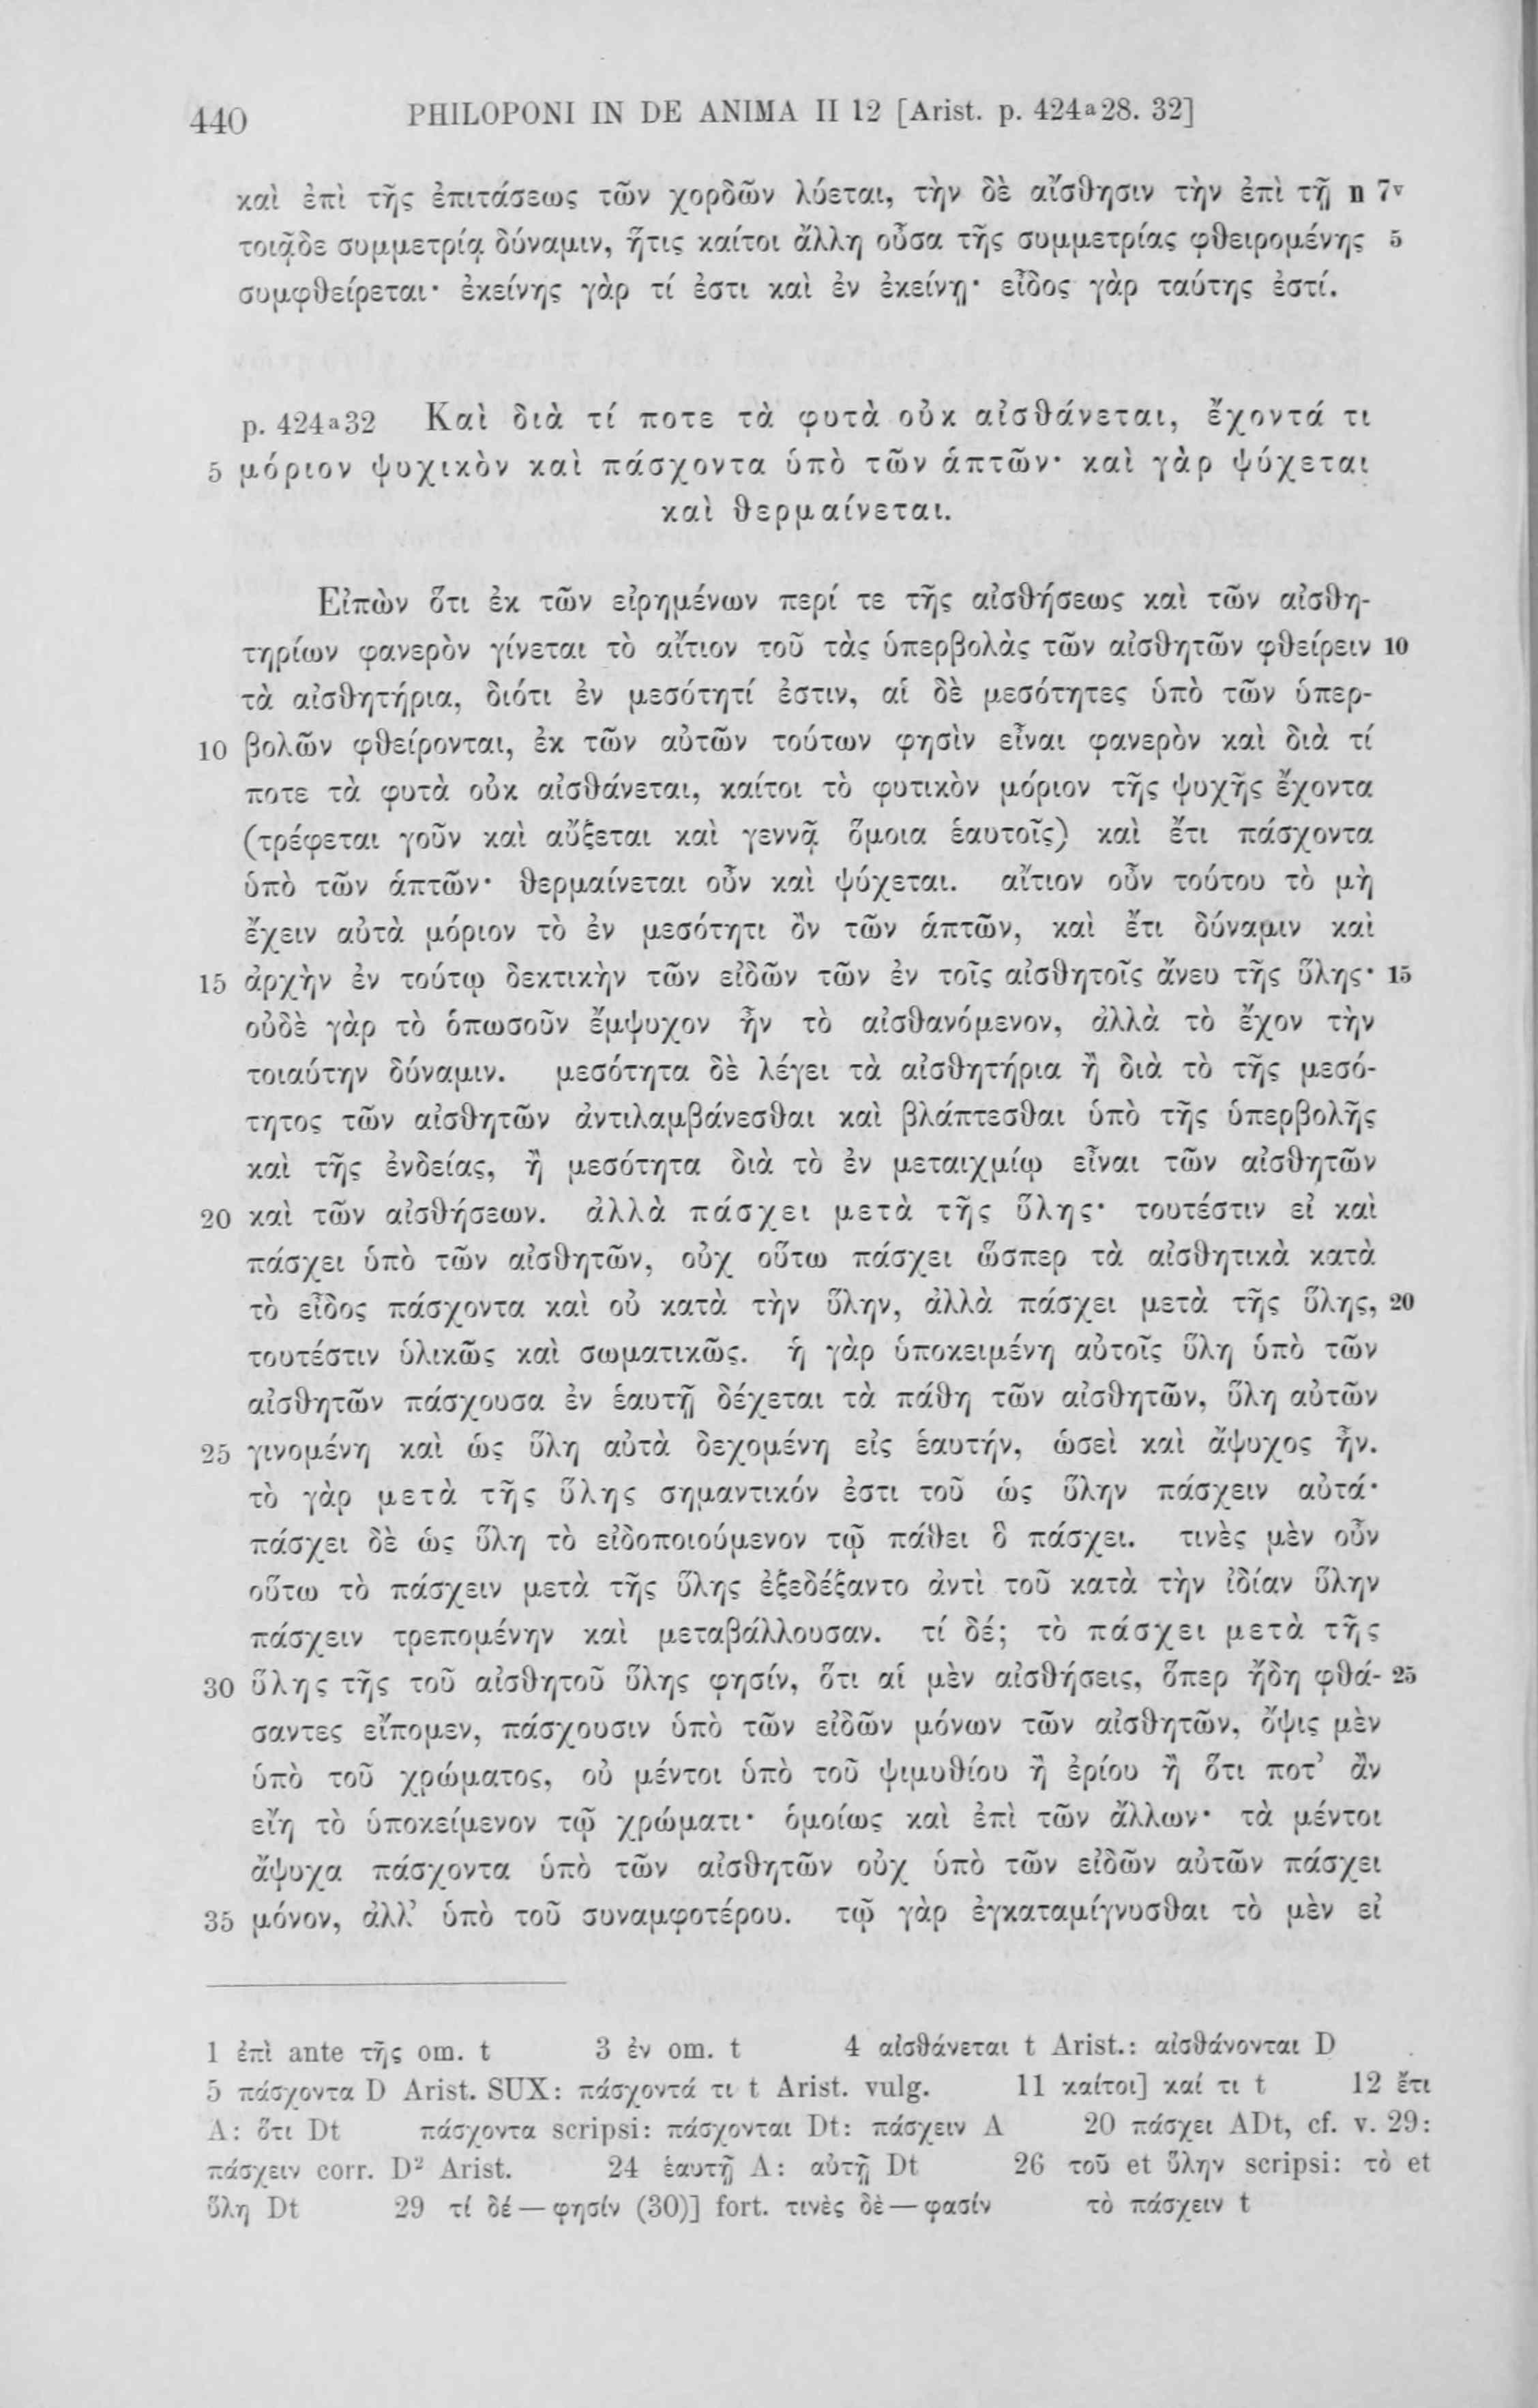 440 PHILOPONI IN DE ANIMA II 12 [Arist. p. 424a28. 32]
καὶ ἐπὶ τῆς ἐπιτάσεως τῶν χορδῶν λύεται, τὴν δὲ αἴσθησιν τὴν ἐπὶ τῇ n 7v
τοιᾷδε συμμετρίᾳ δύναμιν, ἥτις καίτοι ἄλλη οὖσα τῆς συμμετρίας φθειρομένης 5
συμφθείρεται· ἐκείνης γάρ τί ἐστι καὶ ἐν ἐκείνῃ· εἶδος γὰρ ταύτης ἐστί.
p. 424a32 Καὶ διὰ τί ποτε τὰ φυτὰ οὐκ αἰσθάνεται, ἔχοντά τι
5 μόριον ψυχικὸν καὶ πάσχοντα ὑπὸ τῶν ἁπτῶν· καὶ γὰρ ψύχεται
καὶ θερμαίνεται.
Εἰπὼν ὅτι ἐκ τῶν εἰρημένων περί τε τῆς αἰσθήσεως καὶ τῶν αἰσθη-
τηρίων φανερὸν γίνεται τὸ αἴτιον τοῦ τὰς ὑπερβολὰς τῶν αἰσθητῶν φθείρειν 10
τὰ αἰσθητήρια, διότι ἐν μεσότητί ἐστιν, αἱ δὲ μεσότητες ὑπὸ τῶν ὑπερ-
10 βολῶν φθείρονται, ἐκ τῶν αὐτῶν τούτων φησὶν εἶναι φανερὸν καὶ διὰ τί
ποτε τὰ φυτὰ οὐκ αἰσθάνεται, καίτοι τὸ φυτικὸν μόριον τῆς ψυχῆς ἔχοντα
(τρέφεται γοῦν καὶ αὔξεται καὶ γεννᾷ ὅμοια ἑαυτοῖς) καὶ ἔτι πάσχοντα
ὑπὸ τῶν ἁπτῶν· θερμαίνεται οὖν καὶ ψύχεται. αἴτιον οὖν τούτου τὸ μὴ
ἔχειν αὐτὰ μόριον τὸ ἐν μεσότητι ὂν τῶν ἁπτῶν, καὶ ἔτι δύναμιν καὶ
15 ἀρχὴν ἐν τούτῳ δεκτικὴν τῶν εἰδῶν τῶν ἐν τοῖς αἰσθητοῖς ἄνευ τῆς ὕλης· 15
οὐδὲ γὰρ τὸ ὁπωσοῦν ἔμψυχον ἦν τὸ αἰσθανόμενον, ἀλλὰ τὸ ἔχον τὴν
τοιαύτην δύναμιν. μεσότητα δὲ λέγει τὰ αἰσθητήρια ἢ διὰ τὸ τῆς μεσό-
τητος τῶν αἰσθητῶν ἀντιλαμβάνεσθαι καὶ βλάπτεσθαι ὑπὸ τῆς ὑπερβολῆς
καὶ τῆς ἐνδείας, ἢ μεσότητα διὰ τὸ ἐν μεταιχμίῳ εἶναι τῶν αἰσθητῶν
20 καὶ τῶν αἰσθήσεων. ἀλλὰ πάσχει μετὰ τῆς ὕλης· τουτέστιν εἰ καὶ
πάσχει ὑπὸ τῶν αἰσθητῶν, οὐχ οὕτω πάσχει ὥσπερ τὰ αἰσθητικὰ κατὰ
τὸ εἶδος πάσχοντα καὶ οὐ κατὰ τὴν ὕλην, ἀλλὰ πάσχει μετὰ τῆς ὕλης, 20
τουτέστιν ὑλικῶς καὶ σωματικῶς. ἡ γὰρ ὑποκειμένη αὐτοῖς ὕλη ὑπὸ τῶν
αἰσθητῶν πάσχουσα ἐν ἑαυτῇ δέχεται τὰ πάθη τῶν αἰσθητῶν, ὕλη αὐτῶν
25 γινομένη καὶ ὡς ὕλη αὐτὰ δεχομένη εἰς ἑαυτήν, ὡσεὶ καὶ ἄψυχος ἦν.
τὸ γὰρ μετὰ τῆς ὕλης σημαντικόν ἐστι τοῦ ὡς ὕλην πάσχειν αὐτά·
πάσχει δὲ ὡς ὕλη τὸ εἰδοποιούμενον τῷ πάθει ὃ πάσχει. τινὲς μὲν οὖν
οὕτω τὸ πάσχειν μετὰ τῆς ὕλης ἐξεδέξαντο ἀντὶ τοῦ κατὰ τὴν ἰδίαν ὕλην
πάσχειν τρεπομένην καὶ μεταβάλλουσαν. τί δέ; τὸ πάσχει μετὰ τῆς
30 ὕλης τῆς τοῦ αἰσθητοῦ ὕλης φησίν, ὅτι αἱ μὲν αἰσθήσεις, ὅπερ ἤδη φθά- 25
σαντες εἴπομεν, πάσχουσιν ὑπὸ τῶν εἰδῶν μόνων τῶν αἰσθητῶν, ὄψις μὲν
ὑπὸ τοῦ χρώματος, οὐ μέντοι ὑπὸ τοῦ ψιμυθίου ἢ ἐρίου ἢ ὅτι ποτ’ ἂν
εἴη τὸ ὑποκείμενον τῷ χρώματι· ὁμοίως καὶ ἐπὶ τῶν ἄλλων· τὰ μέντοι
ἄψυχα πάσχοντα ὑπὸ τῶν αἰσθητῶν οὐχ ὑπὸ τῶν εἰδῶν αὐτῶν πάσχει
35 μόνον, ἀλλ’ ὑπὸ τοῦ συναμφοτέρου. τῷ γὰρ ἐγκαταμίγνυσθαι τὸ μὲν εἰ
1 ἐπὶ ante τῆς om. t 3 ἐν om. t 4 αἰσθάνεται t Arist.: αἰσθάνονται D
5 πάσχοντα D Arist. SUX: πάσχοντά τι t Arist. vulg. 11 καίτοι] καί τι t 12 ἔτι
A: ὅτι Dt πάσχοντα scripsi: πάσχονται Dt: πάσχειν A 20 πάσχει ADt, cf. v. 29:
πάσχειν corr. D² Arist. 24 ἑαυτῇ A: αὐτῇ Dt 26 τοῦ et ὕλην scripsi: τὸ et
ὕλη Dt 29 τί δέ — φησίν (30)] fort. τινὲς δὲ — φασίν τὸ πάσχειν t